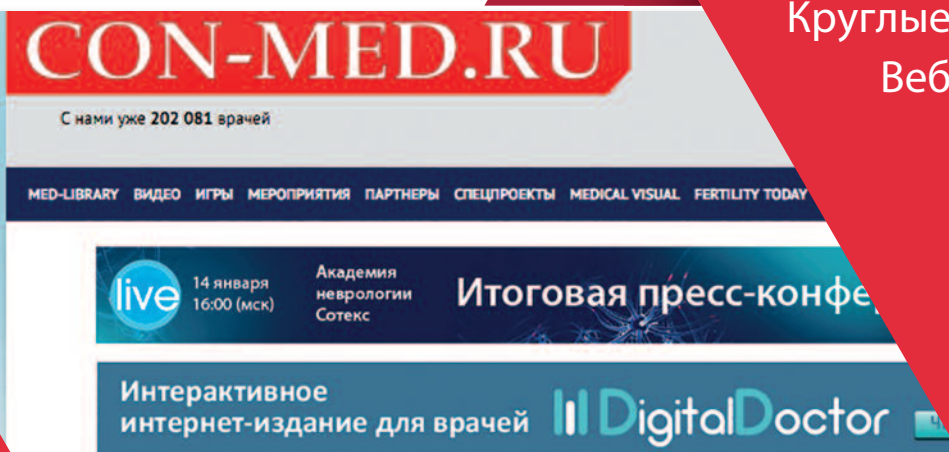 CON-MED.RU
Круглые
Веб
С нами уже 202 081 врачей
MED-LIBRARY ВИДЕО ИГРЫ МЕРОПРИЯТИЯ ПАРТНЕРЫ СПЕЦПРОЕКТЫ MEDICAL VISUAL FERTILITY TODAY
live
14 января
16:00 (мск)
Академия
неврологии
Сотекс
Итоговая пресс-конфе
Интерактивное
интернет-издание для врачей
DigitalDoctor